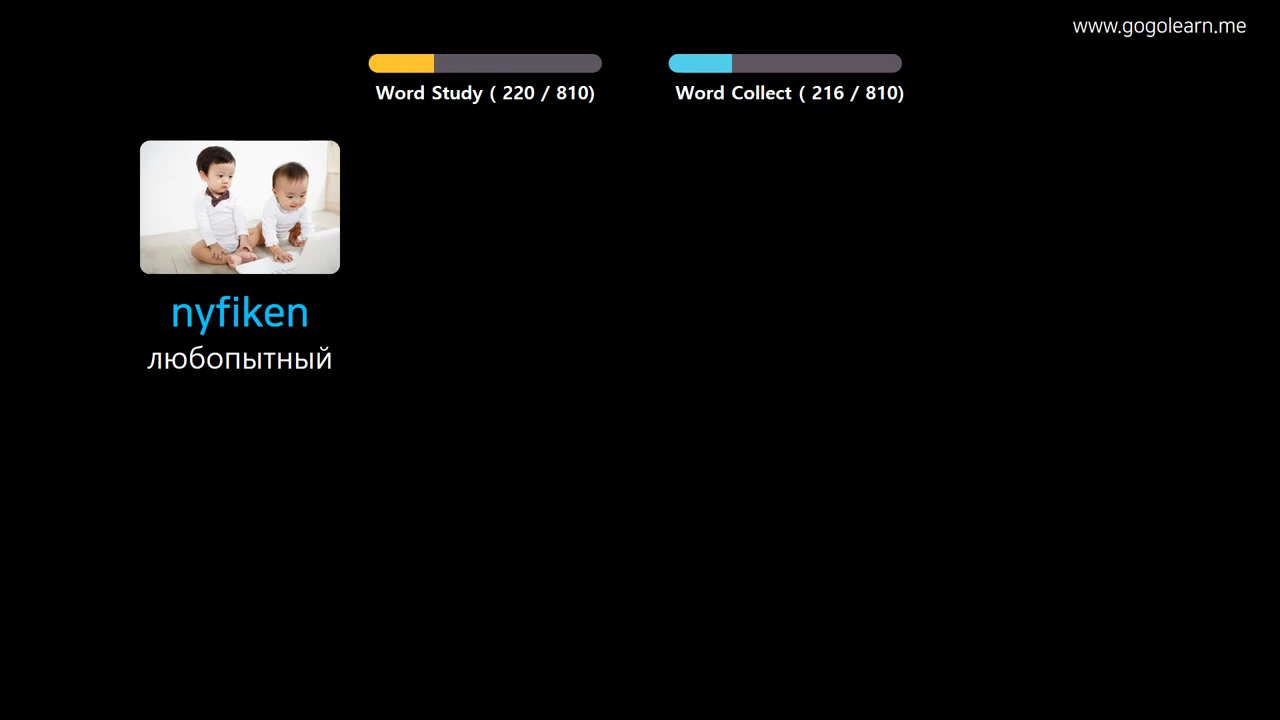 www.gogolearn.me
Word Study ( 220 / 810)
Word Collect ( 216 / 810)
nyfiken
любопытный